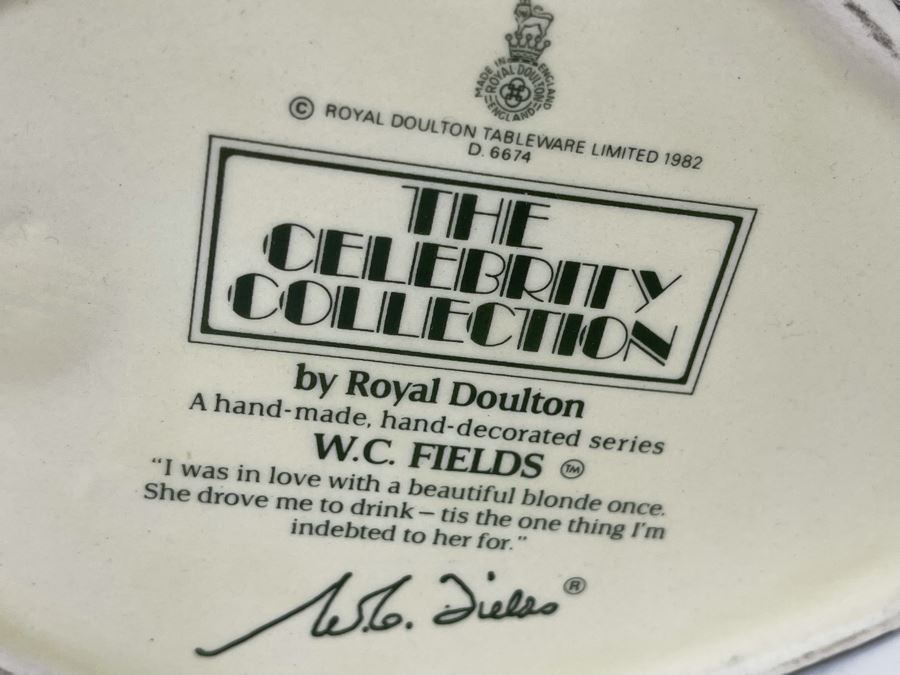 MADE IN ENGLAND
ROYAL DOULTON
ENGLAND
© ROYAL DOULTON TABLEWARE LIMITED 1982
D. 6674
THE
CELEBRITY
COLLECTION
by Royal Doulton
A hand-made, hand-decorated series
W.C. FIELDS ™
"I was in love with a beautiful blonde once.
She drove me to drink – tis the one thing I'm
indebted to her for."
W.C. Fields ®